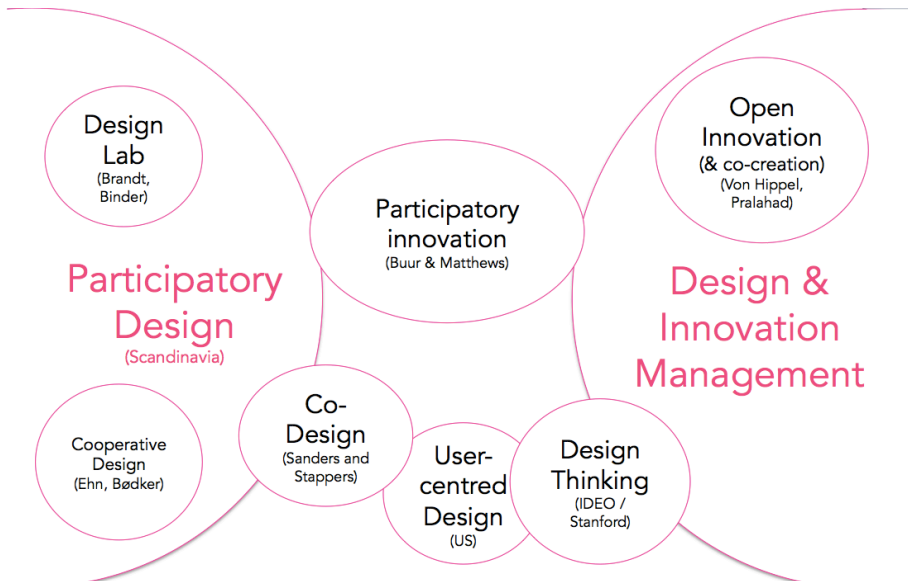 Design
Lab
(Brandt,
Binder)
Participatory
Design
(Scandinavia)
Cooperative
Design
(Ehn, Bødker)
Co-
Design
(Sanders and
Stappers)
Participatory
innovation
(Buur & Matthews)
User-
centred
Design
(US)
Design
Thinking
(IDEO /
Stanford)
Open
Innovation
(& co-creation)
(Von Hippel,
Pralahad)
Design &
Innovation
Management